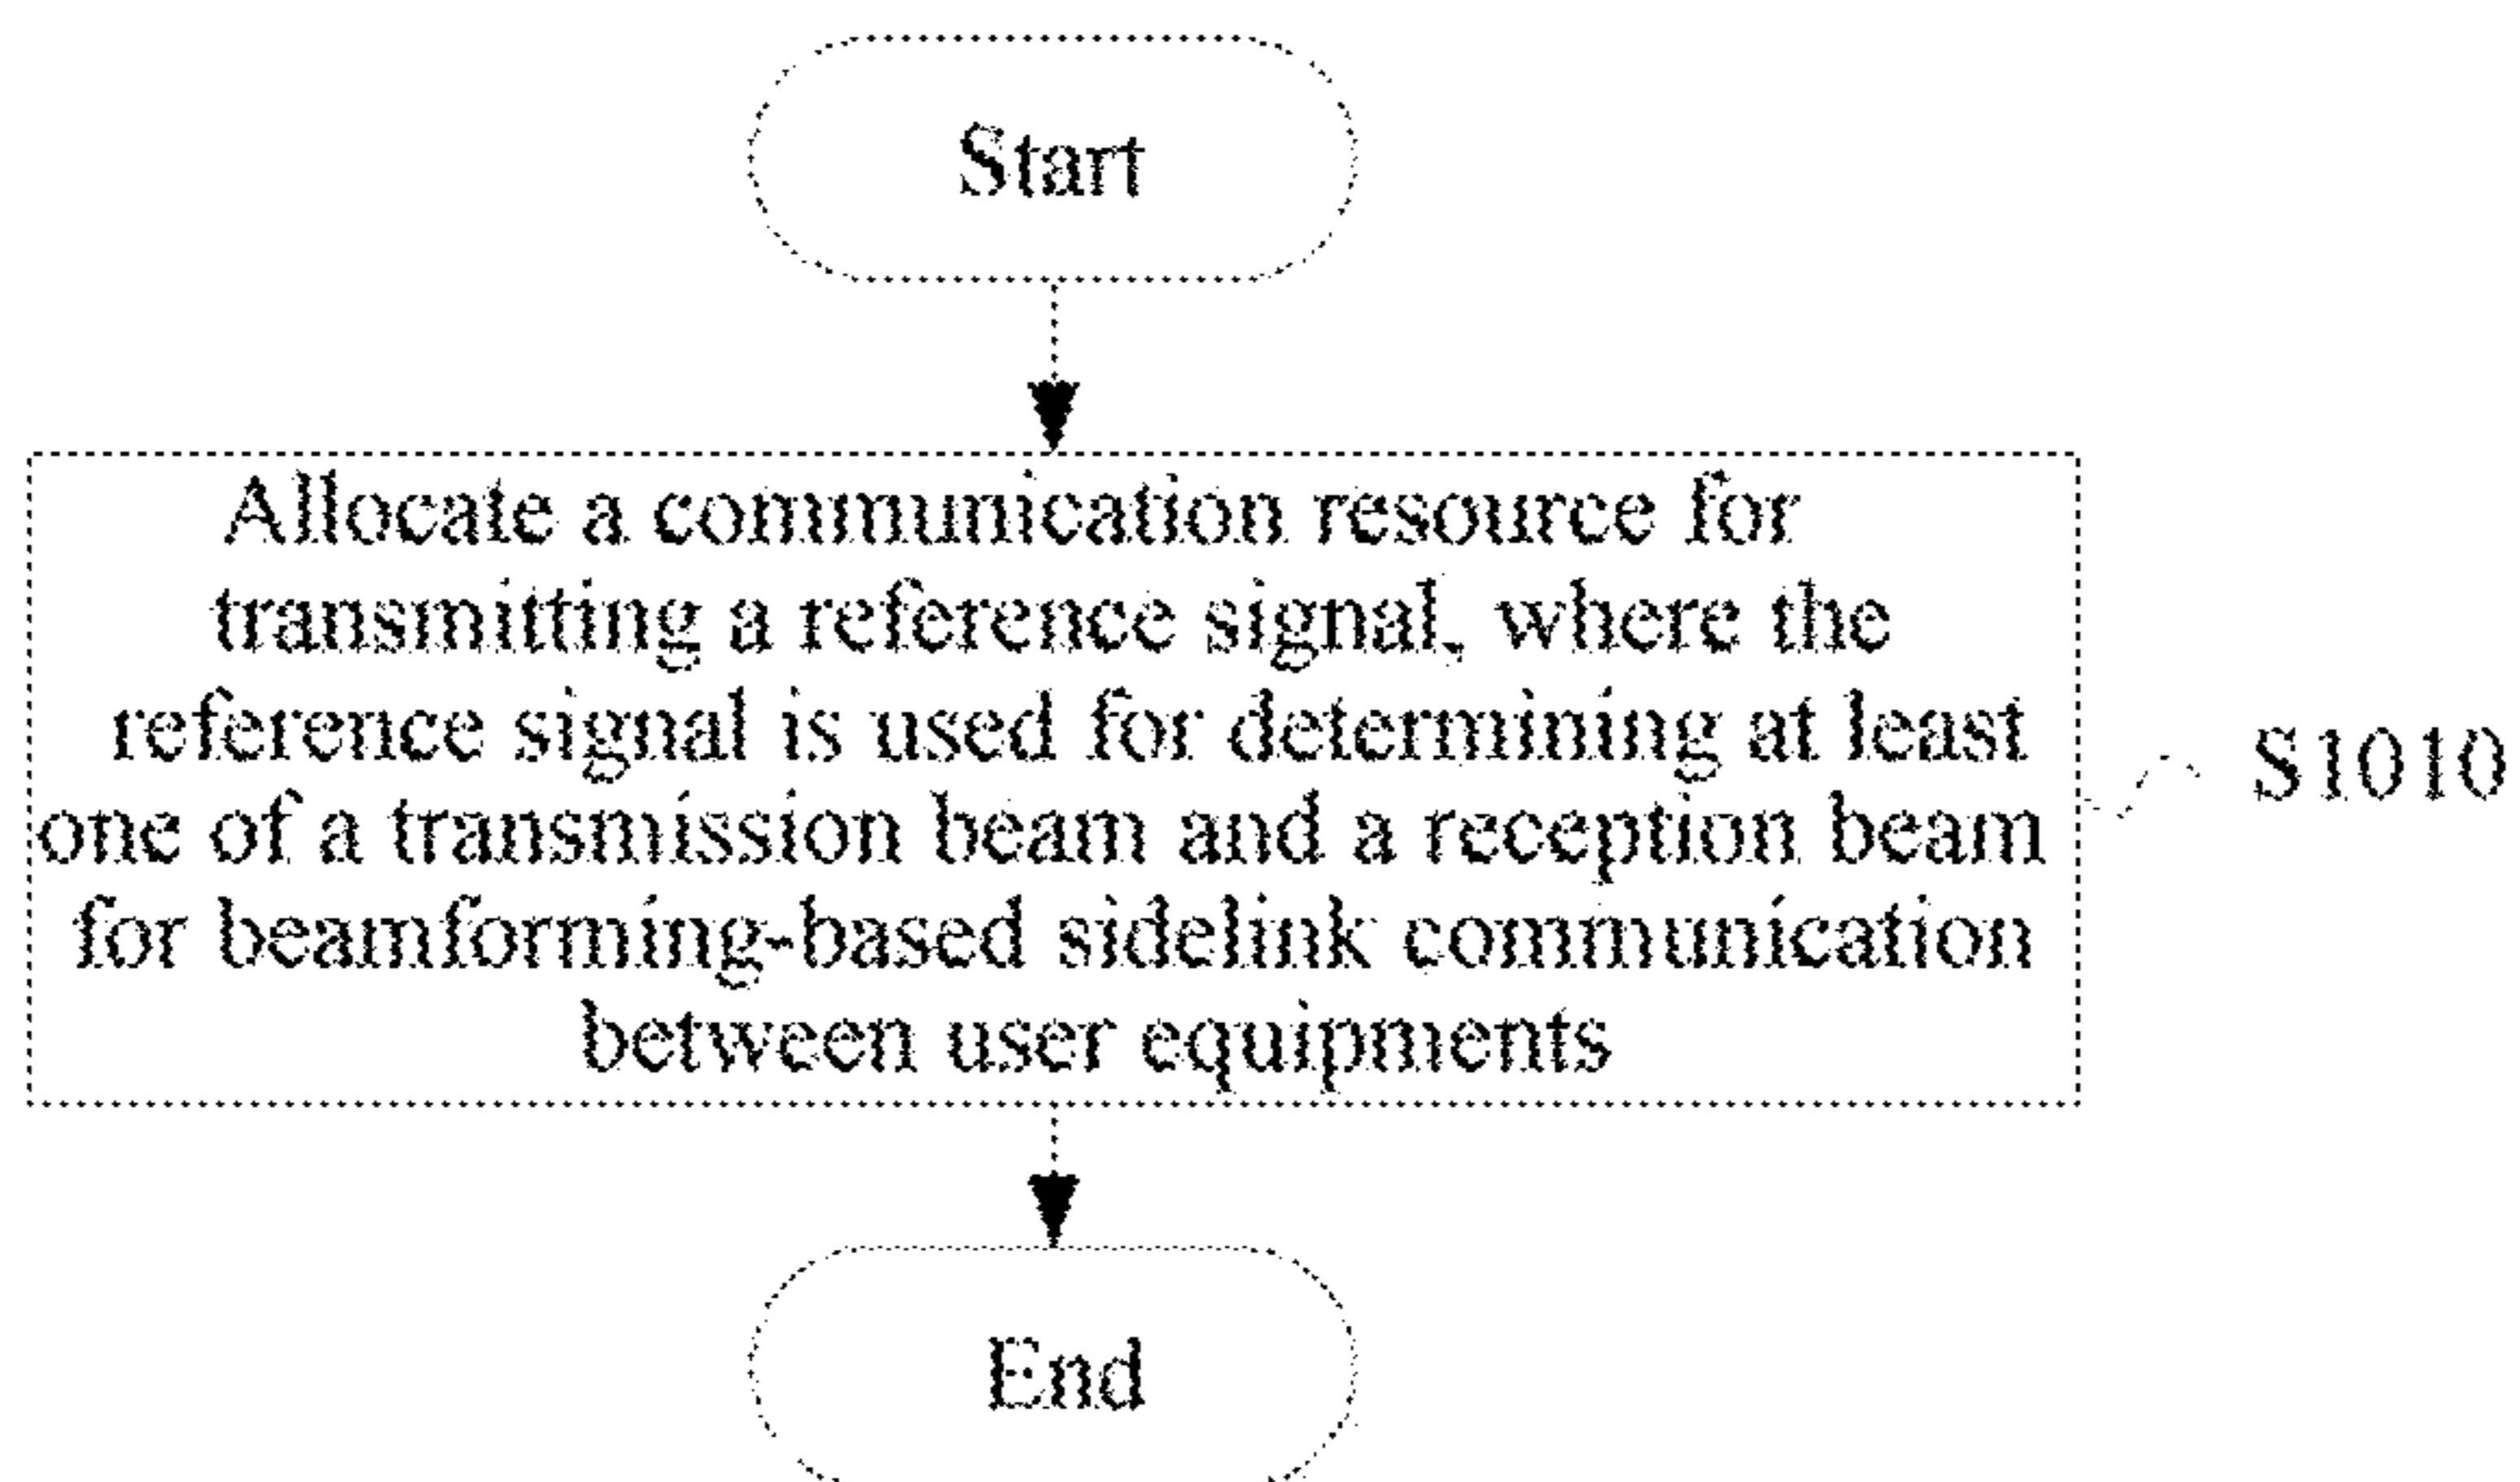 Start
Allocate a communication resource for
transmitting a reference signal, where the
reference signal is used for determining at least
one of a transmission beam and a reception beam
for beamforming-based sidelink communication
between user equipments
S1010
End